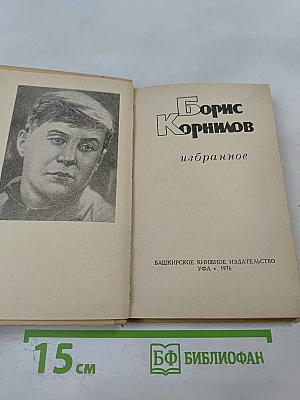 Борис
Корнилов
избранное
БАШКИРСКОЕ КНИЖНОЕ ИЗДАТЕЛЬСТВО
УФА • 1976
15 см
БФ БИБЛИОФАН